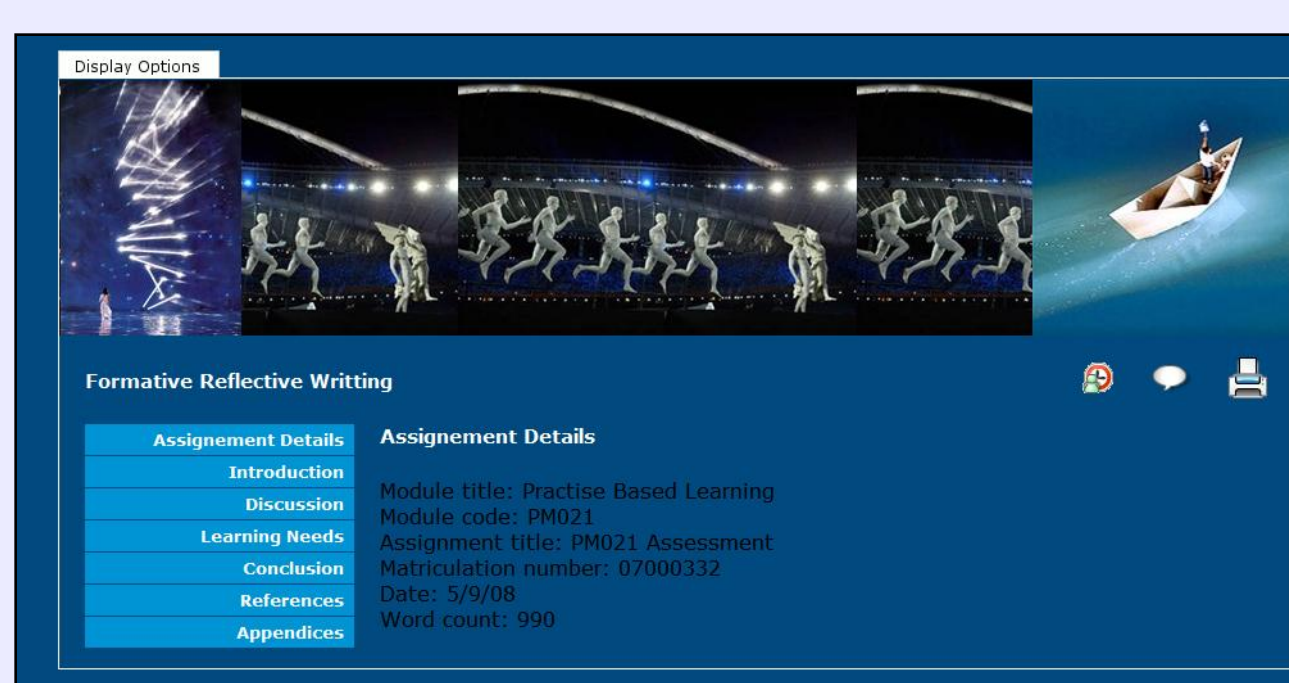 Display Options
Formative Reflective Writting
Assignement Details
Introduction
Discussion
Learning Needs
Conclusion
References
Appendices
Assignement Details
Module title: Practise Based Learning
Module code: PM021
Assignment title: PM021 Assessment
Matriculation number: 07000332
Date: 5/9/08
Word count: 990